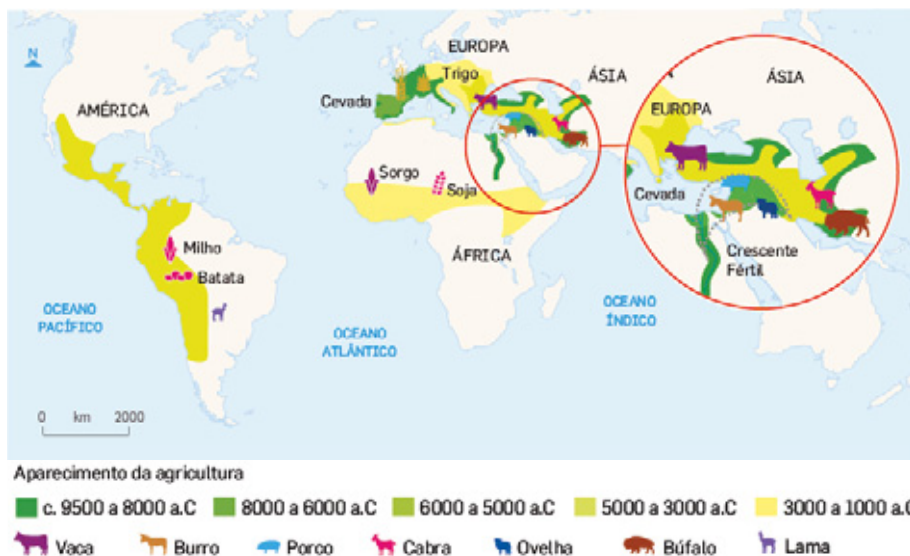 N
EUROPA
ÁSIA
AMÉRICA
Trigo
Cevada
ÁSIA
EUROPA
Sorgo
Soja
Cevada
Milho
ÁFRICA
Crescente
Fértil
Batata
OCEANO
PACÍFICO
OCEANO
ÍNDICO
OCEANO
ATLÂNTICO
0 km 2000
Aparecimento da agricultura
c. 9500 a 8000 a.C 8000 a 6000 a.C 6000 a 5000 a.C 5000 a 3000 a.C 3000 a 1000 a.C
Vaca Burro Porco Cabra Ovelha Búfalo Lama